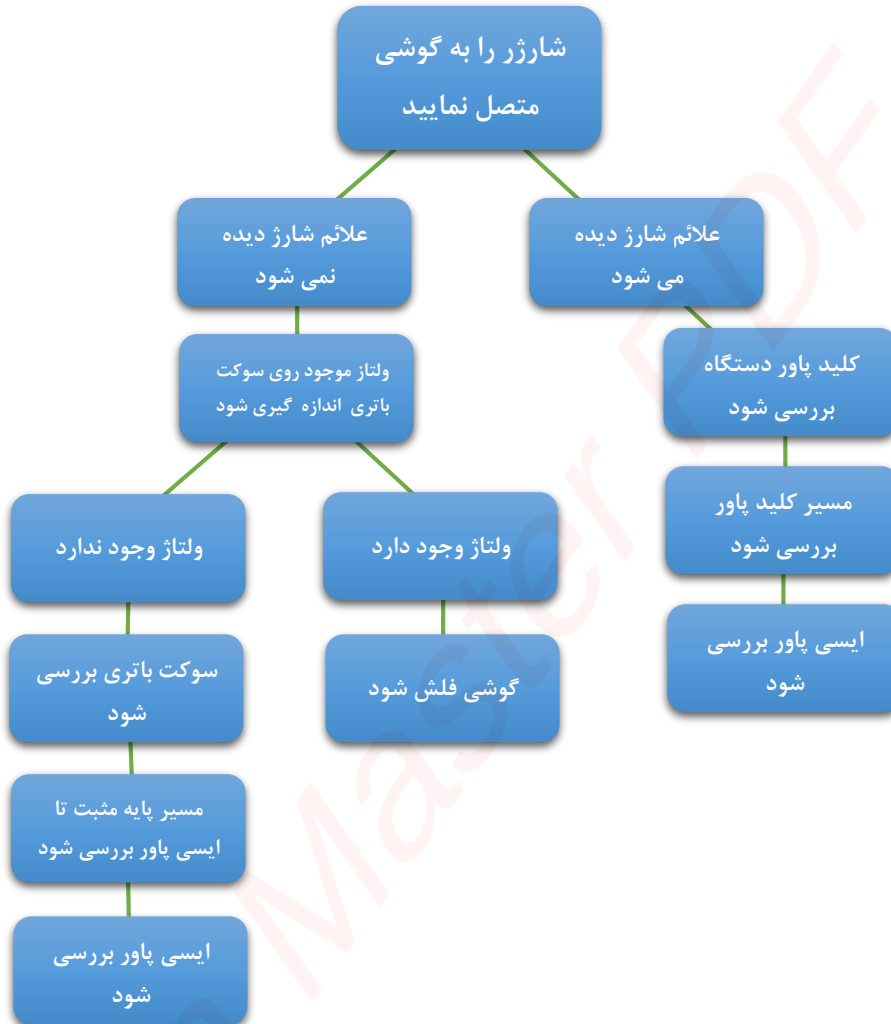 شارژر را به گوشی
متصل نمایید
علائم شارژ دیده
می شود
علائم شارژ دیده
نمی شود
کلید پاور دستگاه
بررسی شود
ولتاز موجود روی سوکت
باتری اندازه گیری شود
مسیر کلید پاور
بررسی شود
ولتاژ وجود دارد
ولتاژ وجود ندارد
ایسی پاور بررسی
شود
گوشی فلش شود
سوکت باتری بررسی
شود
مسیر پایه مثبت تا
ایسی پاور بررسی شود
ایسی پاور بررسی
شود
Master PDF